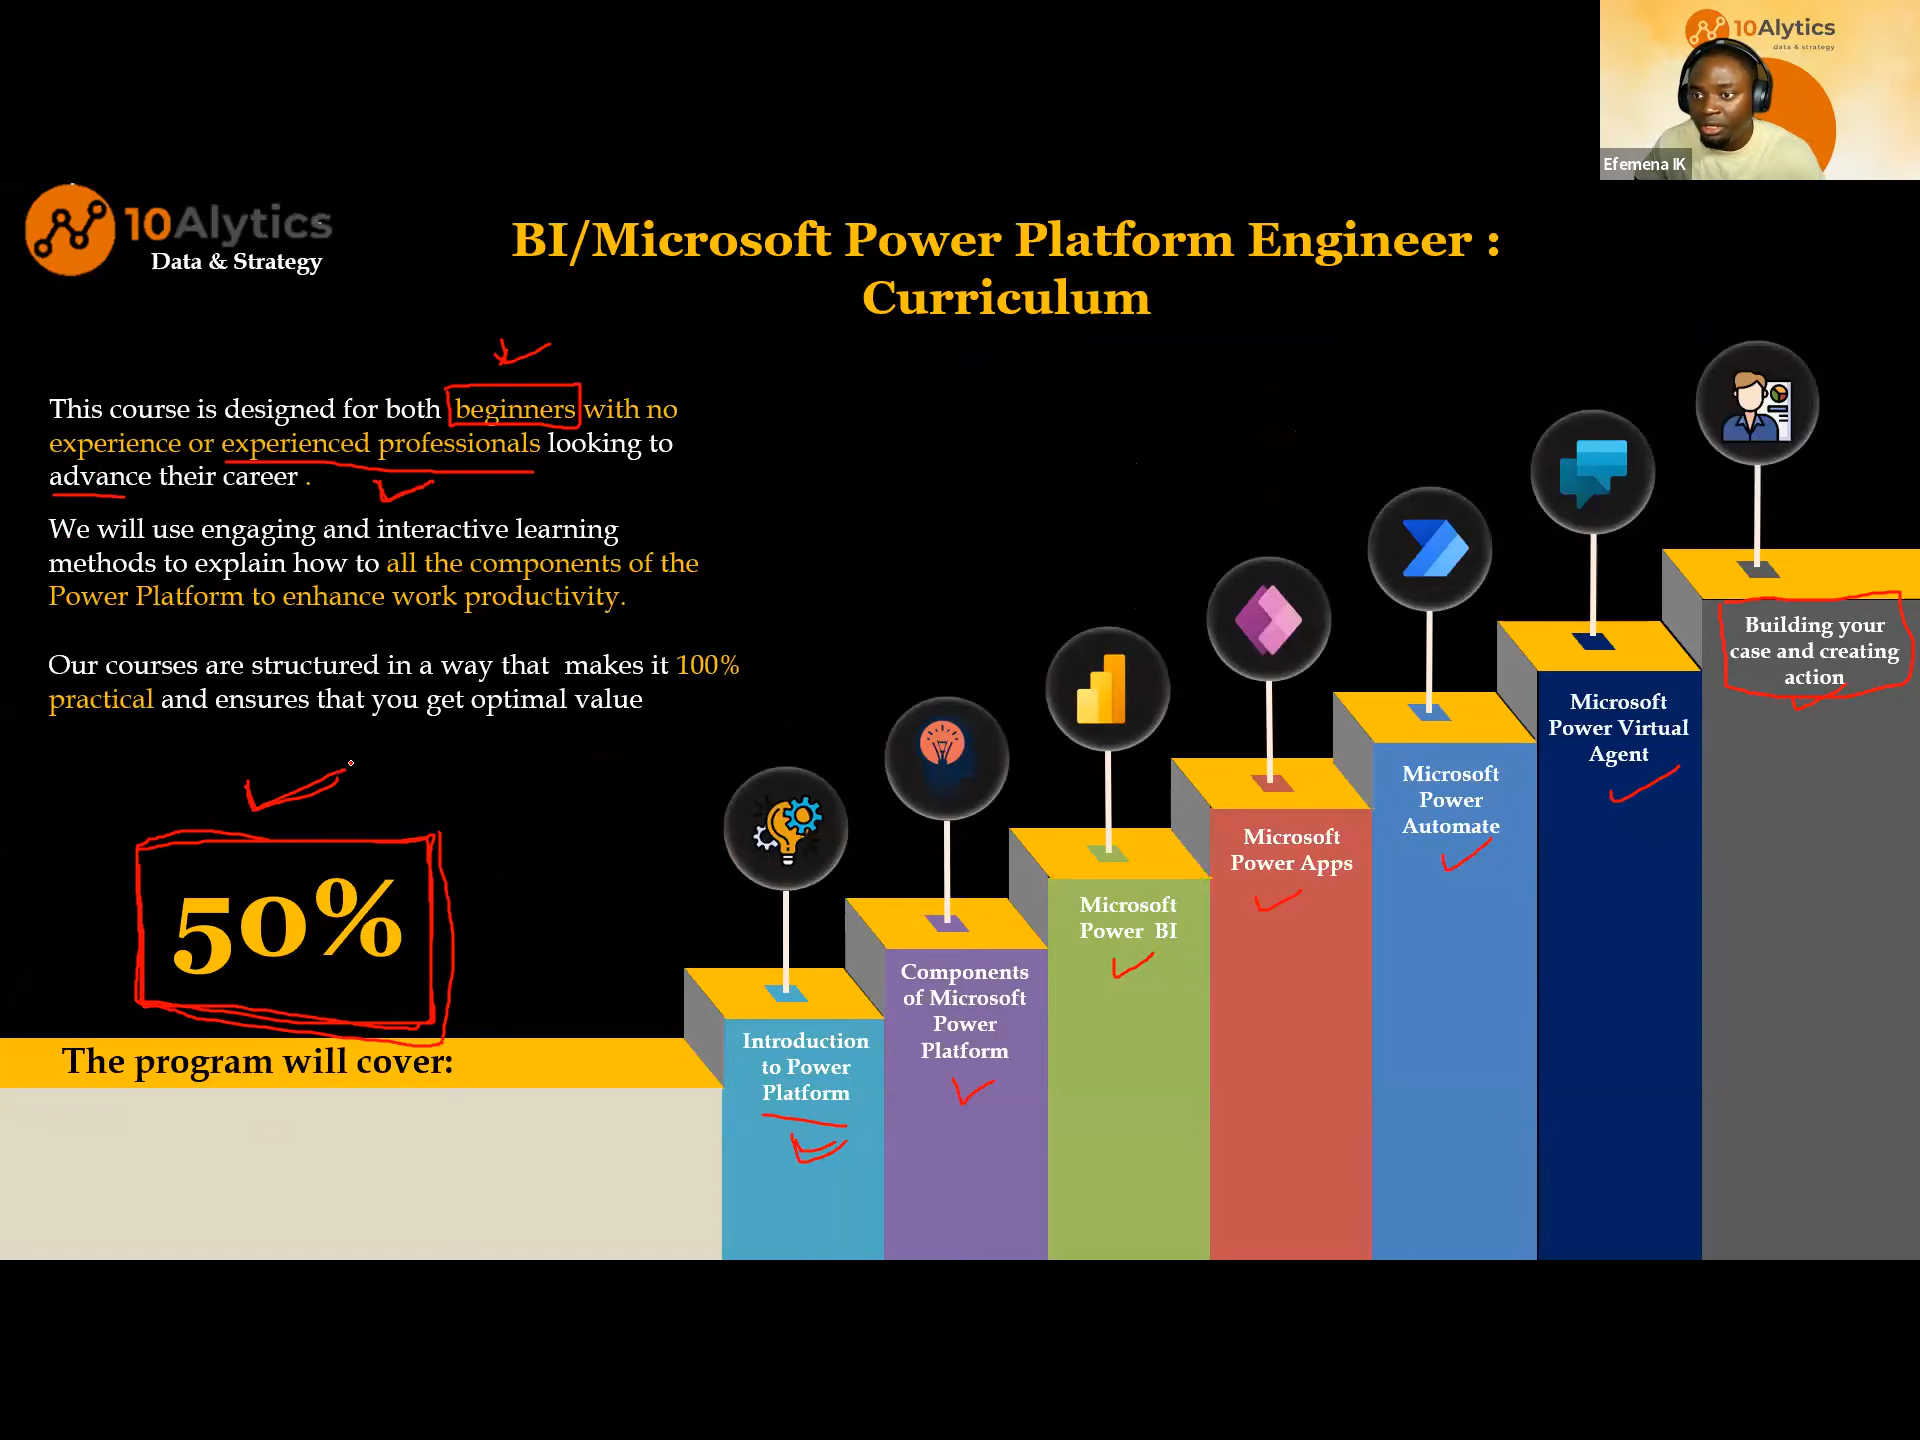 10Alytics
data & strategy
Efemena IK
10Alytics
Data & Strategy
BI/Microsoft Power Platform Engineer :
Curriculum
This course is designed for both beginners with no
experience or experienced professionals looking to
advance their career .
We will use engaging and interactive learning
methods to explain how to all the components of the
Power Platform to enhance work productivity.
Our courses are structured in a way that makes it 100%
practical and ensures that you get optimal value
50%
The program will cover:
Introduction
to Power
Platform
Components
of Microsoft
Power
Platform
Microsoft
Power BI
Microsoft
Power Apps
Microsoft
Power
Automate
Microsoft
Power Virtual
Agent
Building your
case and creating
action